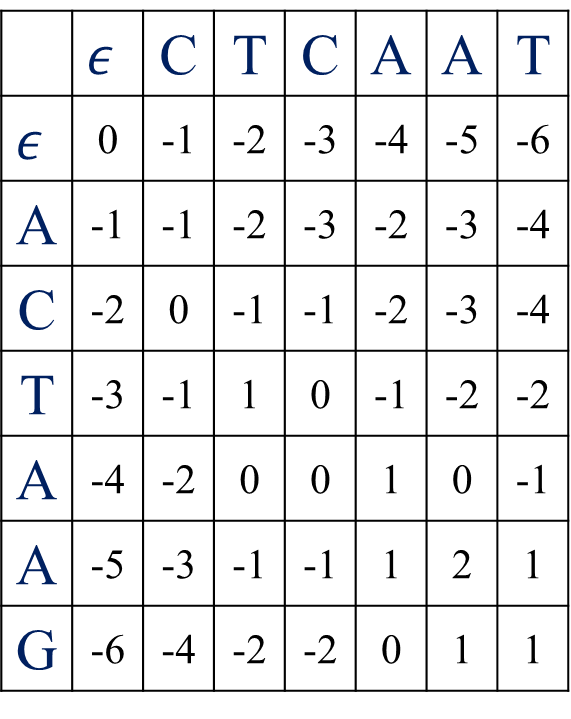 ϵ C T C A A T
ϵ 0 -1 -2 -3 -4 -5 -6
A -1 -1 -2 -3 -2 -3 -4
C -2 0 -1 -1 -2 -3 -4
T -3 -1 1 0 -1 -2 -2
A -4 -2 0 0 1 0 -1
A -5 -3 -1 -1 1 2 1
G -6 -4 -2 -2 0 1 1